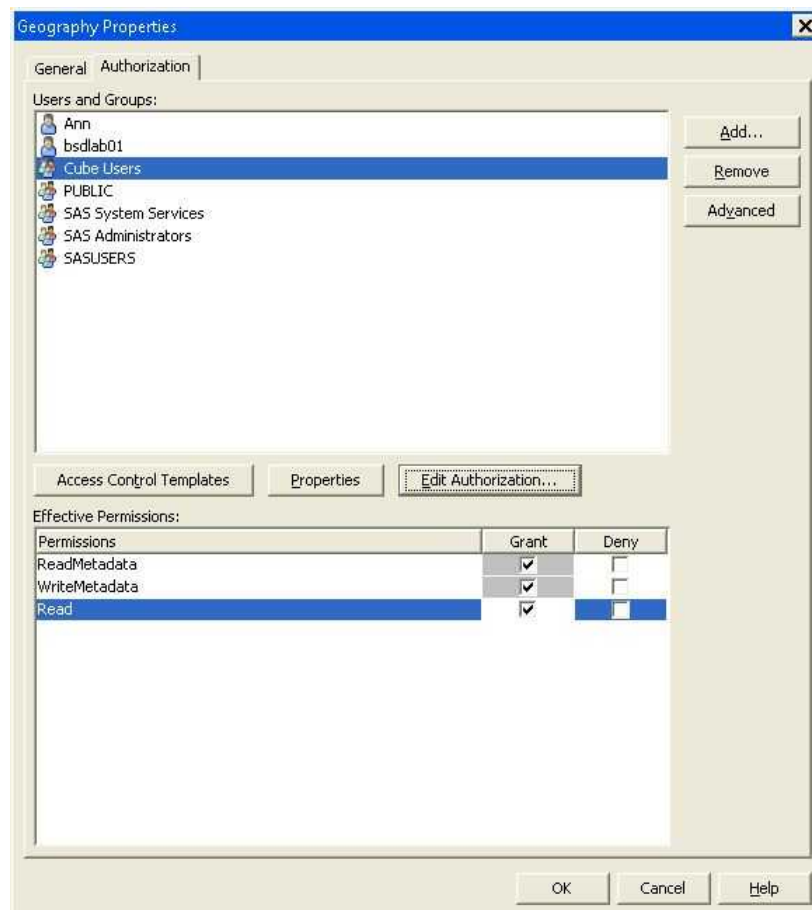 Geography Properties
General Authorization
Users and Groups:
Ann
bsdlab01
Cube Users
PUBLIC
SAS System Services
SAS Administrators
SASUSERS
Add...
Remove
Advanced
Access Control Templates Properties Edit Authorization...
Effective Permissions:
Permissions Grant Deny
ReadMetadata
WriteMetadata
Read
OK Cancel Help